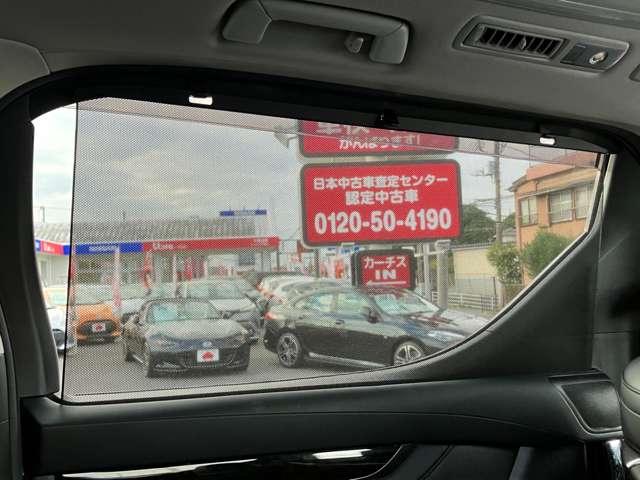 がんばります!
日本中古車査定センター
認定中古車
0120-50-4190
カーチス
IN